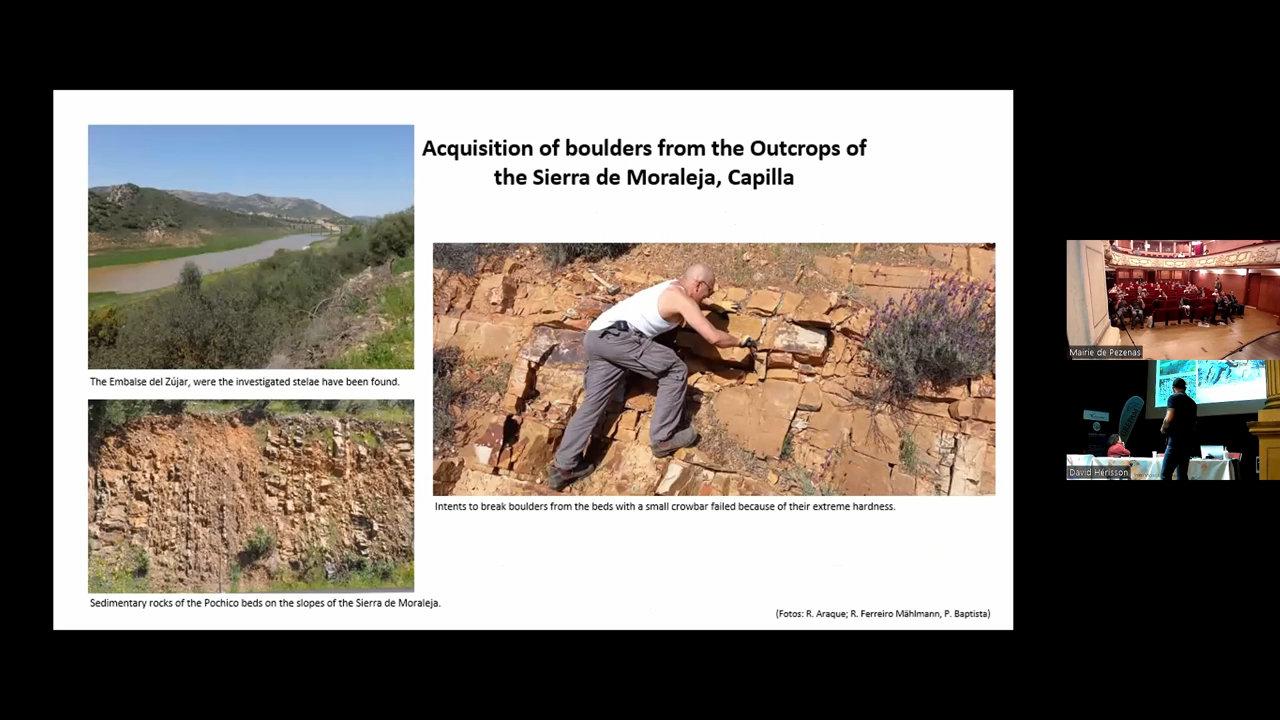 Acquisition of boulders from the Outcrops of
the Sierra de Moraleja, Capilla
The Embalse del Zújar, were the investigated stelae have been found.
Intents to break boulders from the beds with a small crowbar failed because of their extreme hardness.
Sedimentary rocks of the Pochico beds on the slopes of the Sierra de Moraleja.
(Fotos: R. Araque; R. Ferreiro Mählmann, P. Baptista)
Mairie de Pezenas
David Hérisson